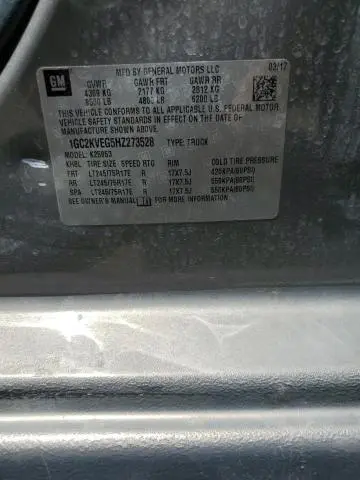 GM
MFD BY GENERAL MOTORS LLC
03/17
GVWR GAWR FRT GAWR RR
4309 KG 2177 KG 2812 KG
9500 LB 4800 LB 6200 LB
THIS VEHICLE CONFORMS TO ALL APPLICABLE U.S. FEDERAL MOTOR
VEHICLE SAFETY STANDARDS IN EFFECT ON THE DATE OF
MANUFACTURE SHOWN ABOVE.
1GC2KVEG5HZ273528 TYPE: TRUCK
MODEL: K25953
KHBL TIRE SIZE SPEED RTG RIM COLD TIRE PRESSURE
FRT LT245/75R17E R 17X7.5J 420KPA(60PSI)
RR LT245/75R17E R 17X7.5J 550KPA(80PSI)
SPA LT245/75R17E R 17X7.5J 550KPA(80PSI)
SEE OWNER'S MANUAL FOR MORE INFORMATION.